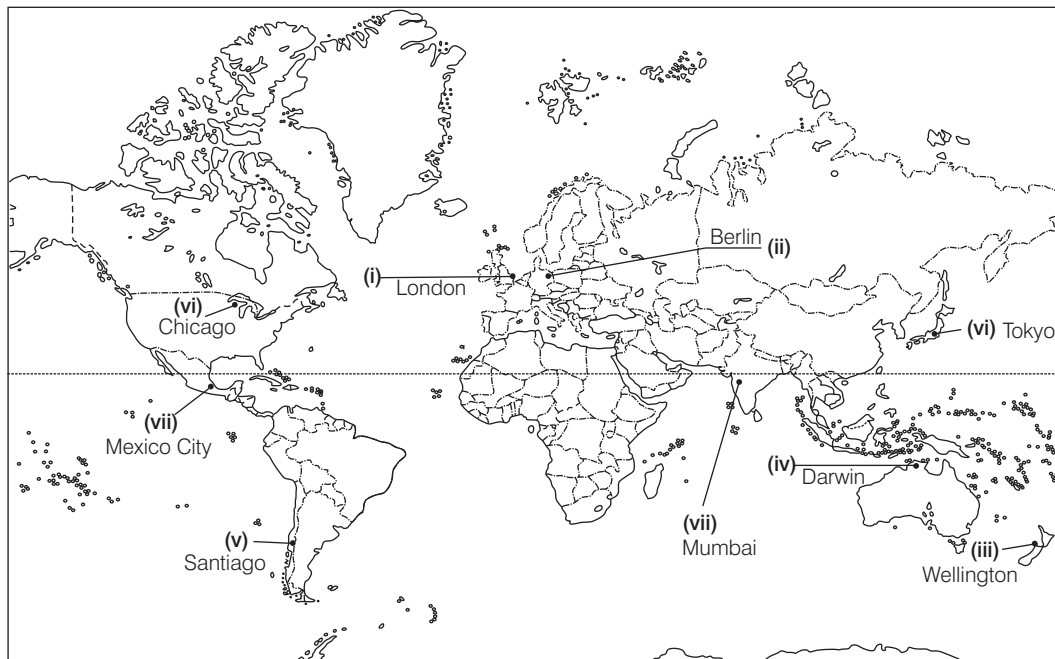 Berlin (ii)
(i) London
(vi)
Chicago
(vi) Tokyo
(vii)
Mexico City
(iv)
Darwin
(vii)
Mumbai
(v)
Santiago
(iii)
Wellington